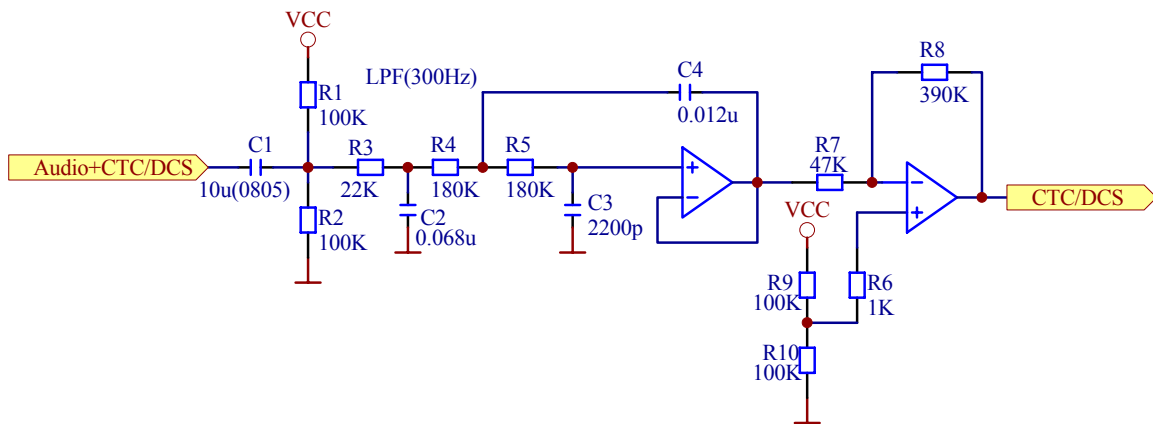 VCC
R1
100K
LPF(300Hz)
C4
0.012u
R8
390K
Audio+CTC/DCS
C1
10u(0805)
R3
22K
R4
180K
R5
180K
R7
47K
+
−
−
+
CTC/DCS
R2
100K
C2
0.068u
C3
2200p
VCC
R9
100K
R6
1K
R10
100K